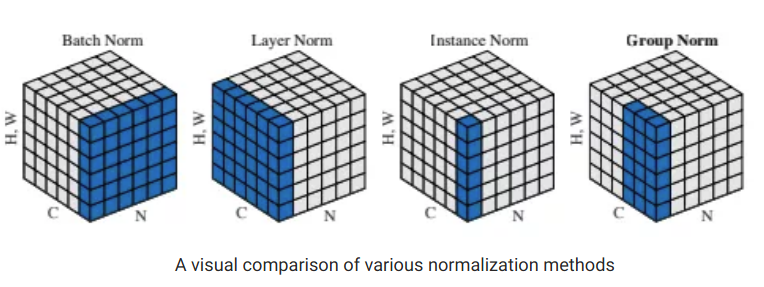 Batch Norm
Layer Norm
Instance Norm
Group Norm
H, W
C
N
H, W
C
N
H, W
C
N
H, W
C
N
A visual comparison of various normalization methods